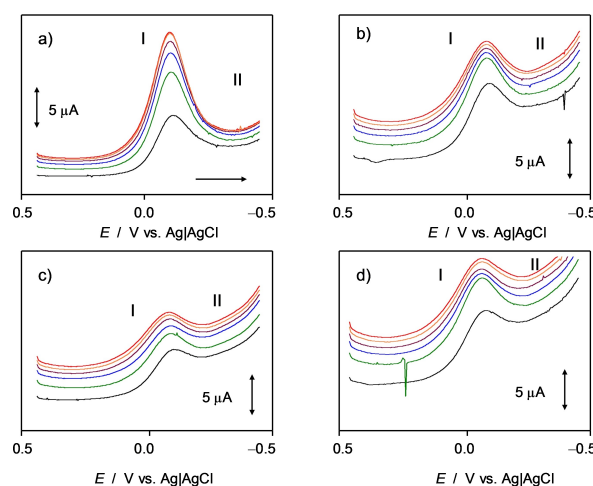 a)
I
II
5 µA
0.5
0.0
–0.5
E / V vs. Ag|AgCl
b)
I
II
5 µA
0.5
0.0
–0.5
E / V vs. Ag|AgCl
c)
I
II
5 µA
0.5
0.0
–0.5
E / V vs. Ag|AgCl
d)
I
II
5 µA
0.5
0.0
–0.5
E / V vs. Ag|AgCl